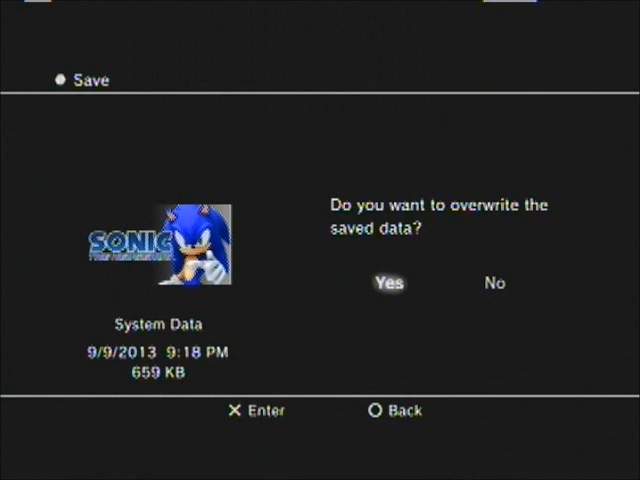 Save
SONIC
Do you want to overwrite the
saved data?
Yes No
System Data
9/9/2013 9:18 PM
659 KB
X Enter O Back